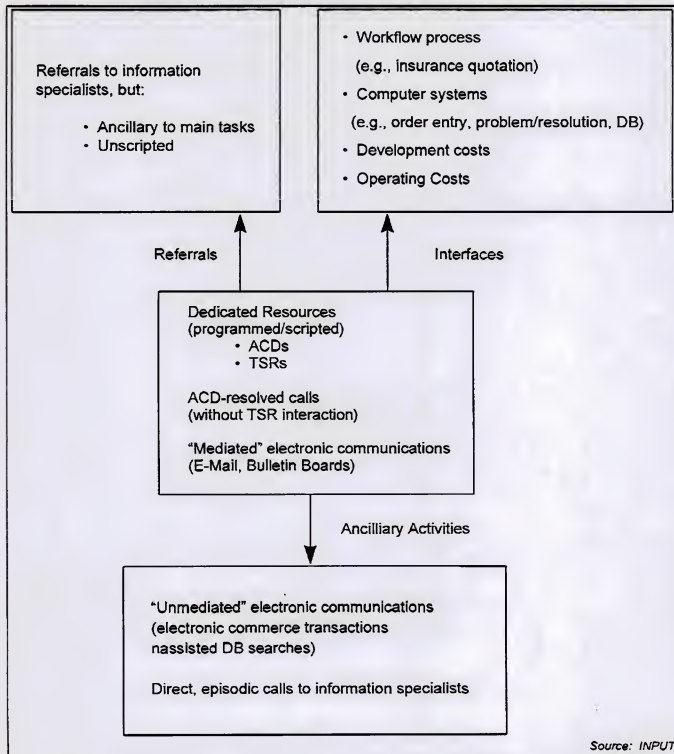 Referrals to information
specialists, but:
• Ancillary to main tasks
• Unscripted
• Workflow process
(e.g., insurance quotation)
• Computer systems
(e.g., order entry, problem/resolution, DB)
• Development costs
• Operating Costs
Referrals
Interfaces
Dedicated Resources
(programmed/scripted)
• ACDs
• TSRs
ACD-resolved calls
(without TSR interaction)
"Mediated" electronic communications
(E-Mail, Bulletin Boards)
Ancilliary Activities
"Unmediated" electronic communications
(electronic commerce transactions
nassisted DB searches)
Direct, episodic calls to information specialists
Source: INPUT